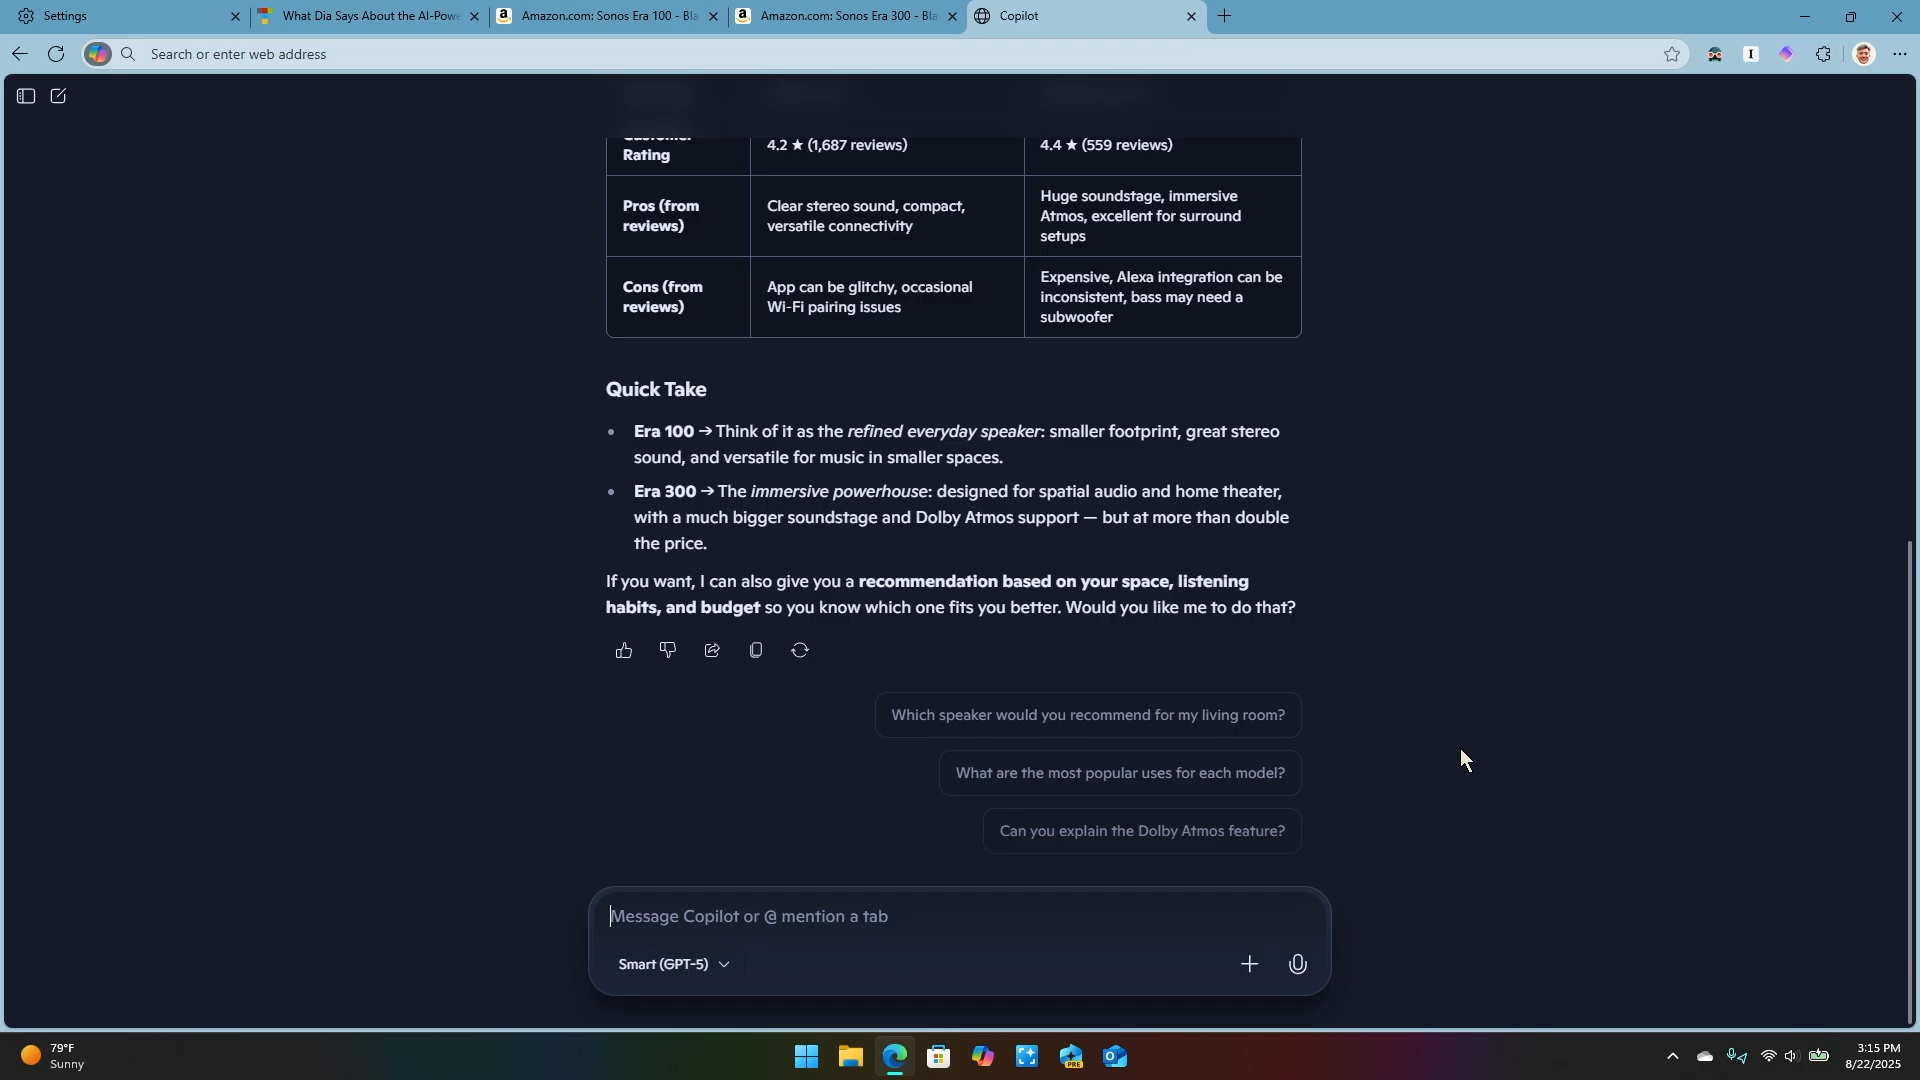 Settings
What Dia Says About the AI-Powe
Amazon.com: Sonos Era 100 - Bla
Amazon.com: Sonos Era 300 - Bla
Copilot
Search or enter web address
Customer
Rating
4.2 ★ (1,687 reviews)
4.4 ★ (559 reviews)
Pros (from
reviews)
Clear stereo sound, compact,
versatile connectivity
Huge soundstage, immersive
Atmos, excellent for surround
setups
Cons (from
reviews)
App can be glitchy, occasional
Wi-Fi pairing issues
Expensive, Alexa integration can be
inconsistent, bass may need a
subwoofer
Quick Take
• Era 100 → Think of it as the refined everyday speaker: smaller footprint, great stereo
sound, and versatile for music in smaller spaces.
• Era 300 → The immersive powerhouse: designed for spatial audio and home theater,
with a much bigger soundstage and Dolby Atmos support — but at more than double
the price.
If you want, I can also give you a recommendation based on your space, listening
habits, and budget so you know which one fits you better. Would you like me to do that?
Which speaker would you recommend for my living room?
What are the most popular uses for each model?
Can you explain the Dolby Atmos feature?
Message Copilot or @ mention a tab
Smart (GPT-5)
79°F
Sunny
PRE
3:15 PM
8/22/2025